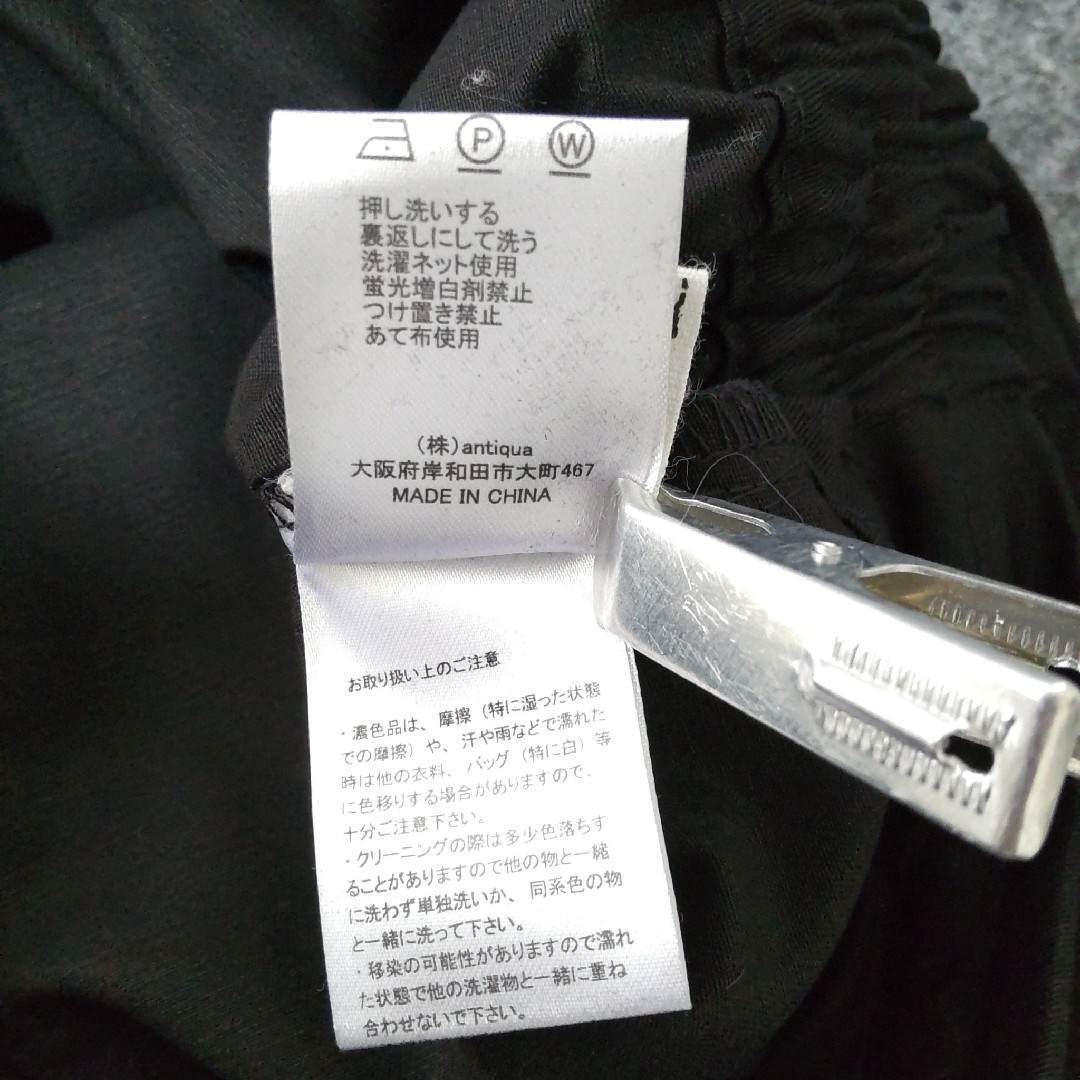 P W
押し洗いする
裏返しにして洗う
洗濯ネット使用
蛍光増白剤禁止
つけ置き禁止
あて布使用
(株)antiqua
大阪府岸和田市大町467
MADE IN CHINA
お取り扱い上のご注意
・濃色品は、摩擦(特に湿った状態
での摩擦)や、汗や雨などで濡れた
時は他の衣料、バッグ(特に白)等
に色移りする場合がありますので、
十分ご注意下さい。
・クリーニングの際は多少色落ちす
ることがありますので他の物と一緒
に洗わず単独洗いか、同系色の物
と一緒に洗って下さい。
・移染の可能性がありますので濡れ
た状態で他の洗濯物と一緒に重ね
合わせないで下さい。